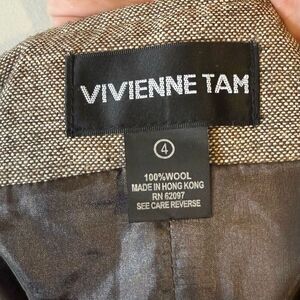 VIVIENNE TAM
4
100%WOOL
MADE IN HONG KONG
RN 62097
SEE CARE REVERSE